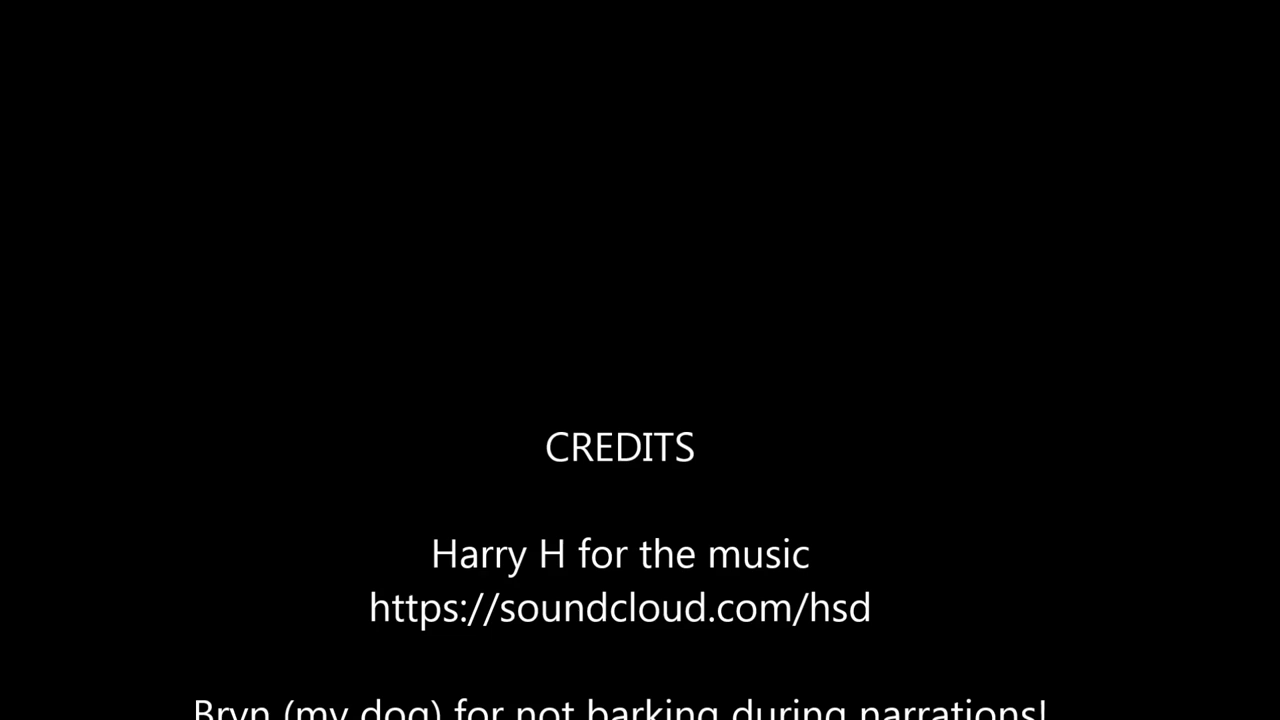 CREDITS
Harry H for the music
https://soundcloud.com/hsd
Bryn (my dog) for not barking during narrations!